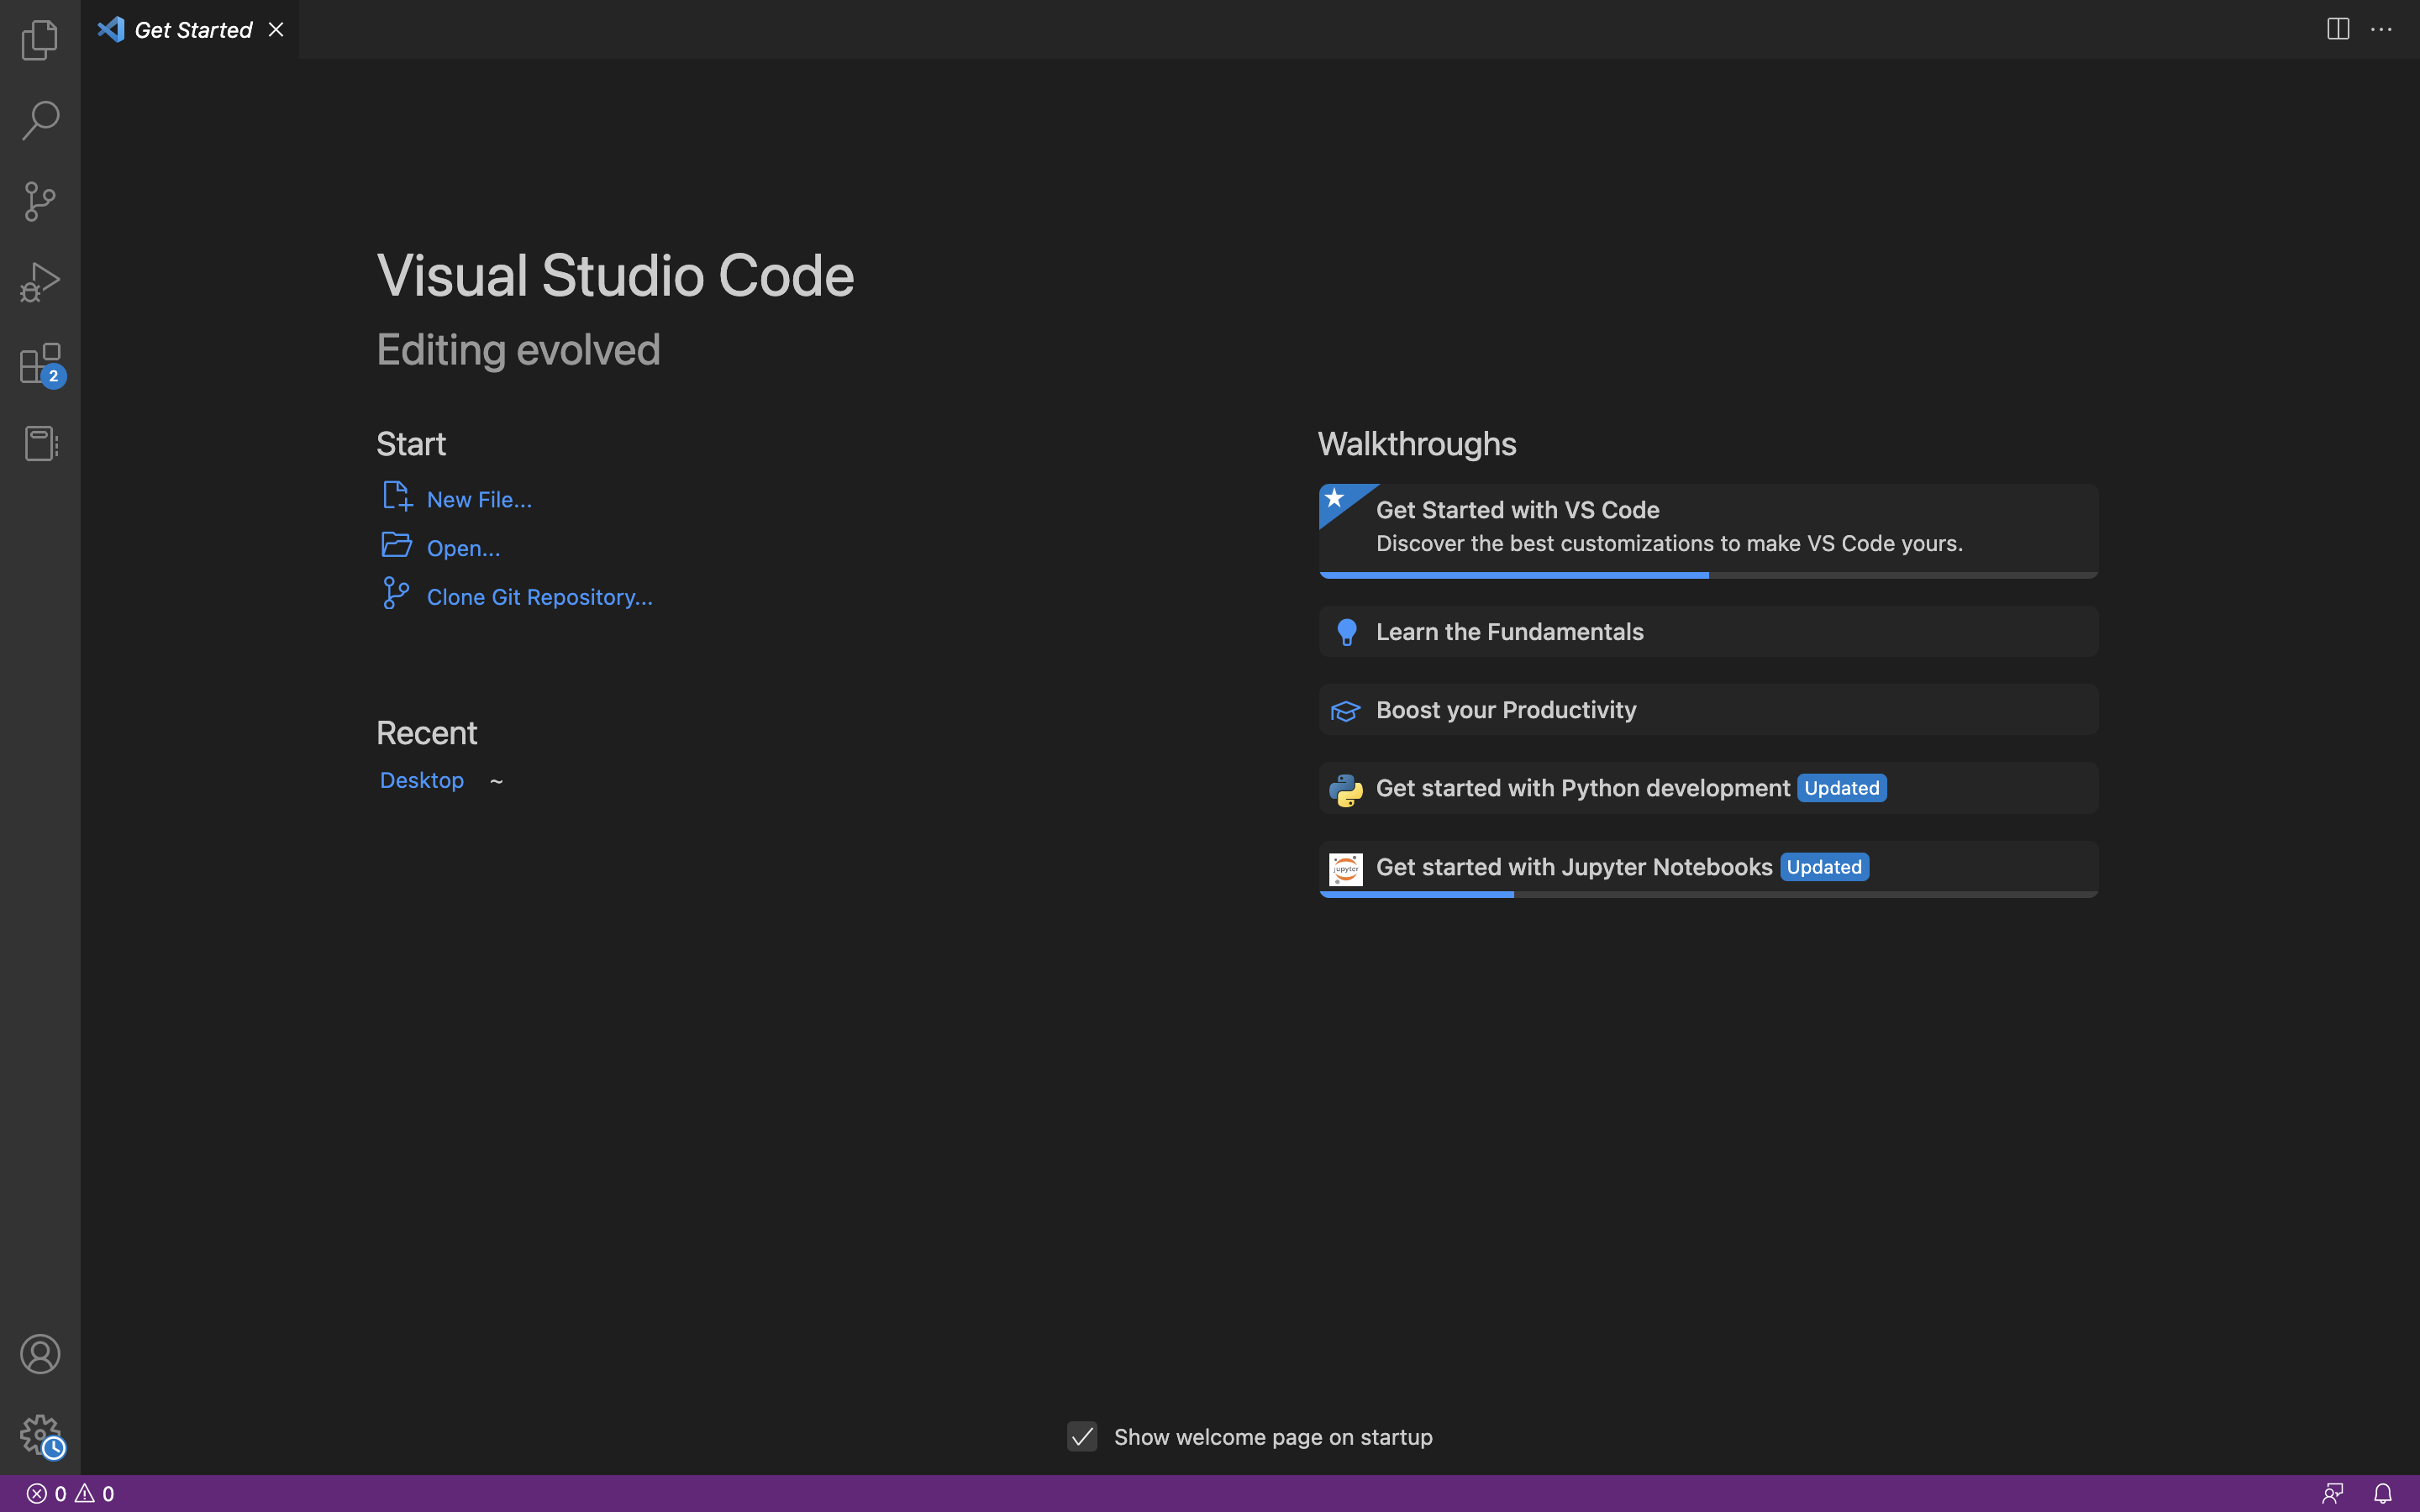 Get Started
Visual Studio Code
Editing evolved
Start
New File...
Open...
Clone Git Repository...
Recent
Desktop ~
Walkthroughs
Get Started with VS Code
Discover the best customizations to make VS Code yours.
Learn the Fundamentals
Boost your Productivity
Get started with Python development Updated
jupyter
Get started with Jupyter Notebooks Updated
2
Show welcome page on startup
0 0